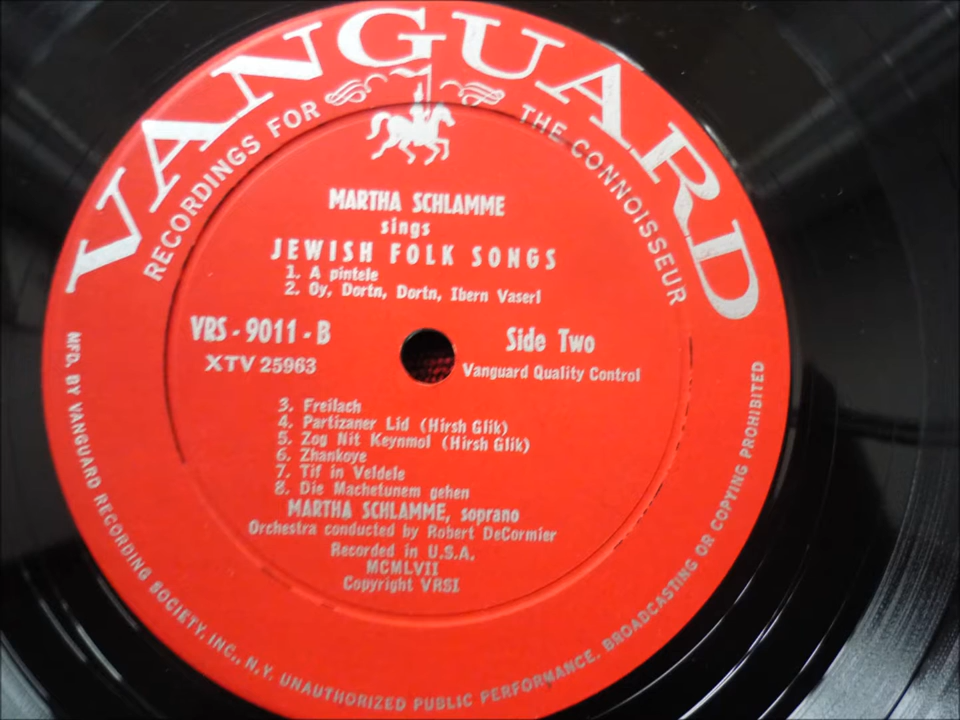 VANGUARD
RECORDINGS FOR THE CONNOISSEUR
MARTHA SCHLAMME
sings
JEWISH FOLK SONGS
1. A pintele
2. Oy, Dortn, Dortn, Ibern Vaserl
VRS - 9011 - B
XTV 25963
Side Two
Vanguard Quality Control
3. Freilach
4. Partizaner Lid (Hirsh Glik)
5. Zog Nit Keynmol (Hirsh Glik)
6. Zhankoye
7. Tif in Veldele
8. Die Machetunem gehen
MARTHA SCHLAMME, soprano
Orchestra conducted by Robert DeCormier
Recorded in U.S.A.
MCMLVII
Copyright VRSI
MFD. BY VANGUARD RECORDING SOCIETY, INC., N.Y. UNAUTHORIZED PUBLIC PERFORMANCE, BROADCASTING OR COPYING PROHIBITED